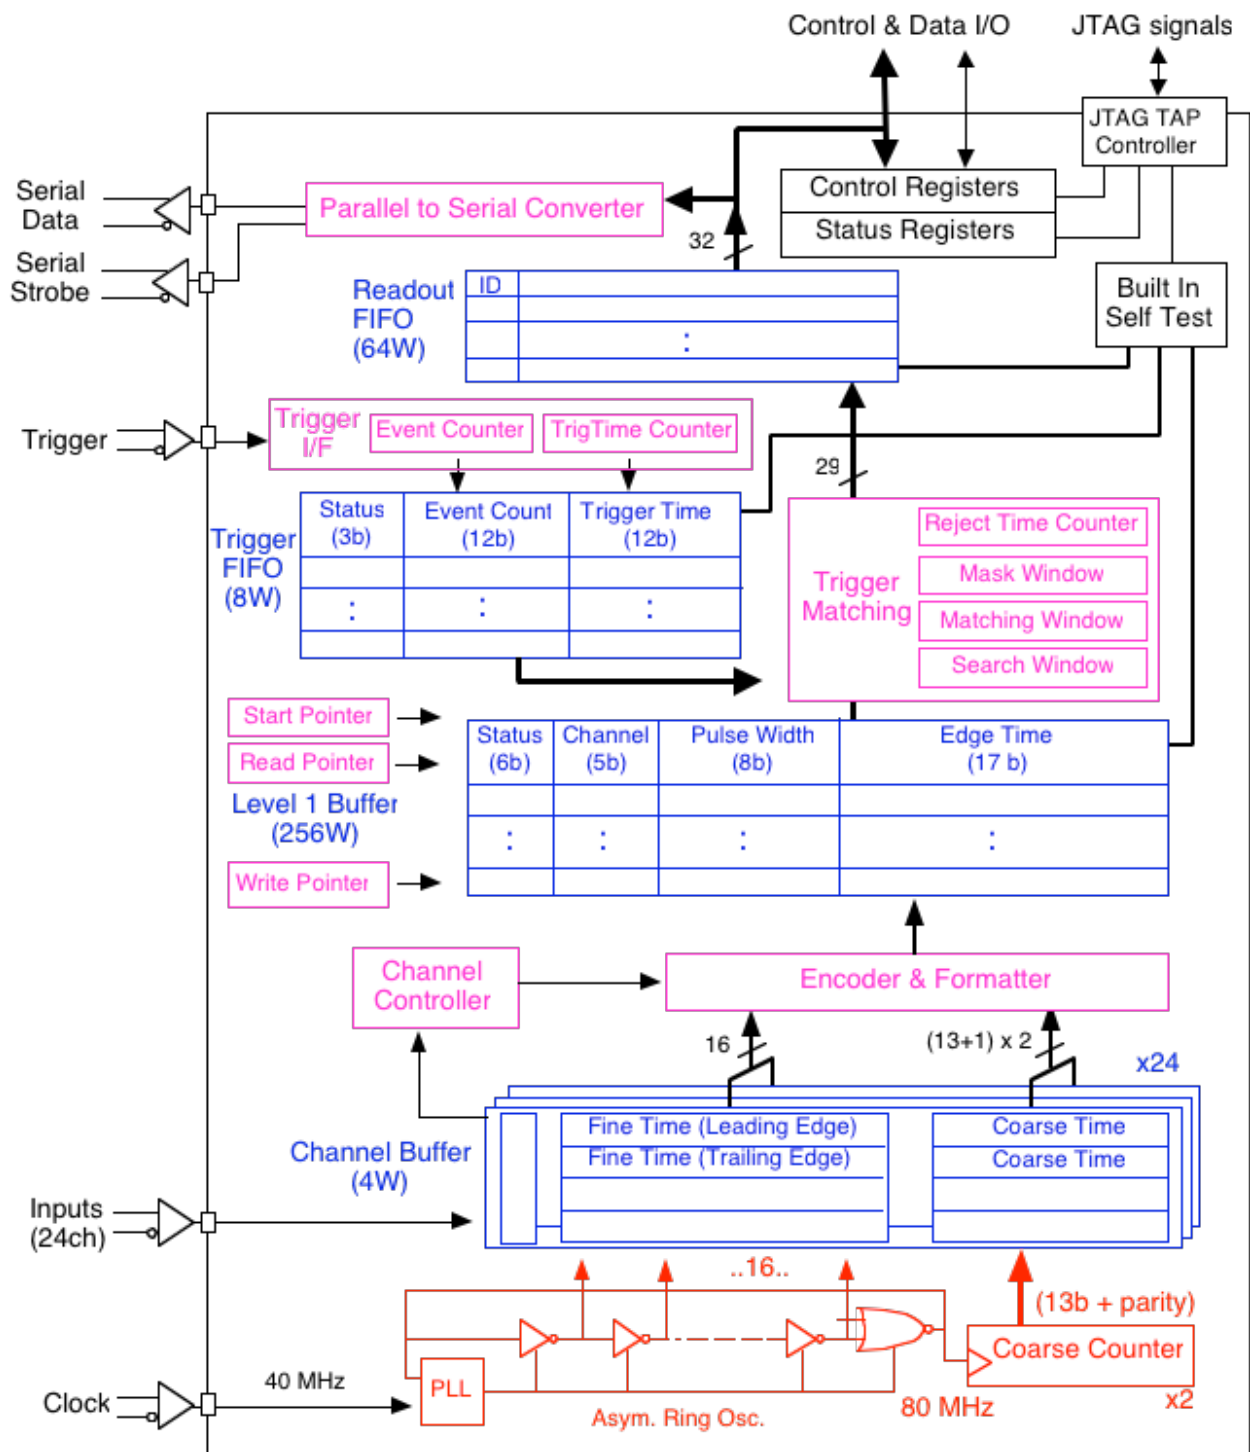 Control & Data I/O
JTAG signals
JTAG TAP
Controller
Serial
Data
Parallel to Serial Converter
Control Registers
Status Registers
32
Serial
Strobe
Readout
FIFO
(64W)
ID
:
Built In
Self Test
Trigger
Trigger
I/F
Event Counter
TrigTime Counter
29
Trigger
FIFO
(8W)
Status
(3b)
Event Count
(12b)
Trigger Time
(12b)
:
:
:
Trigger
Matching
Reject Time Counter
Mask Window
Matching Window
Search Window
Start Pointer
Read Pointer
Level 1 Buffer
(256W)
Write Pointer
Status
(6b)
Channel
(5b)
Pulse Width
(8b)
Edge Time
(17 b)
:
:
:
:
Channel
Controller
Encoder & Formatter
16
(13+1) x 2
x24
Channel Buffer
(4W)
Fine Time (Leading Edge)
Coarse Time
Fine Time (Trailing Edge)
Coarse Time
Inputs
(24ch)
..16..
(13b + parity)
Coarse Counter
x2
Clock
40 MHz
PLL
80 MHz
Asym. Ring Osc.